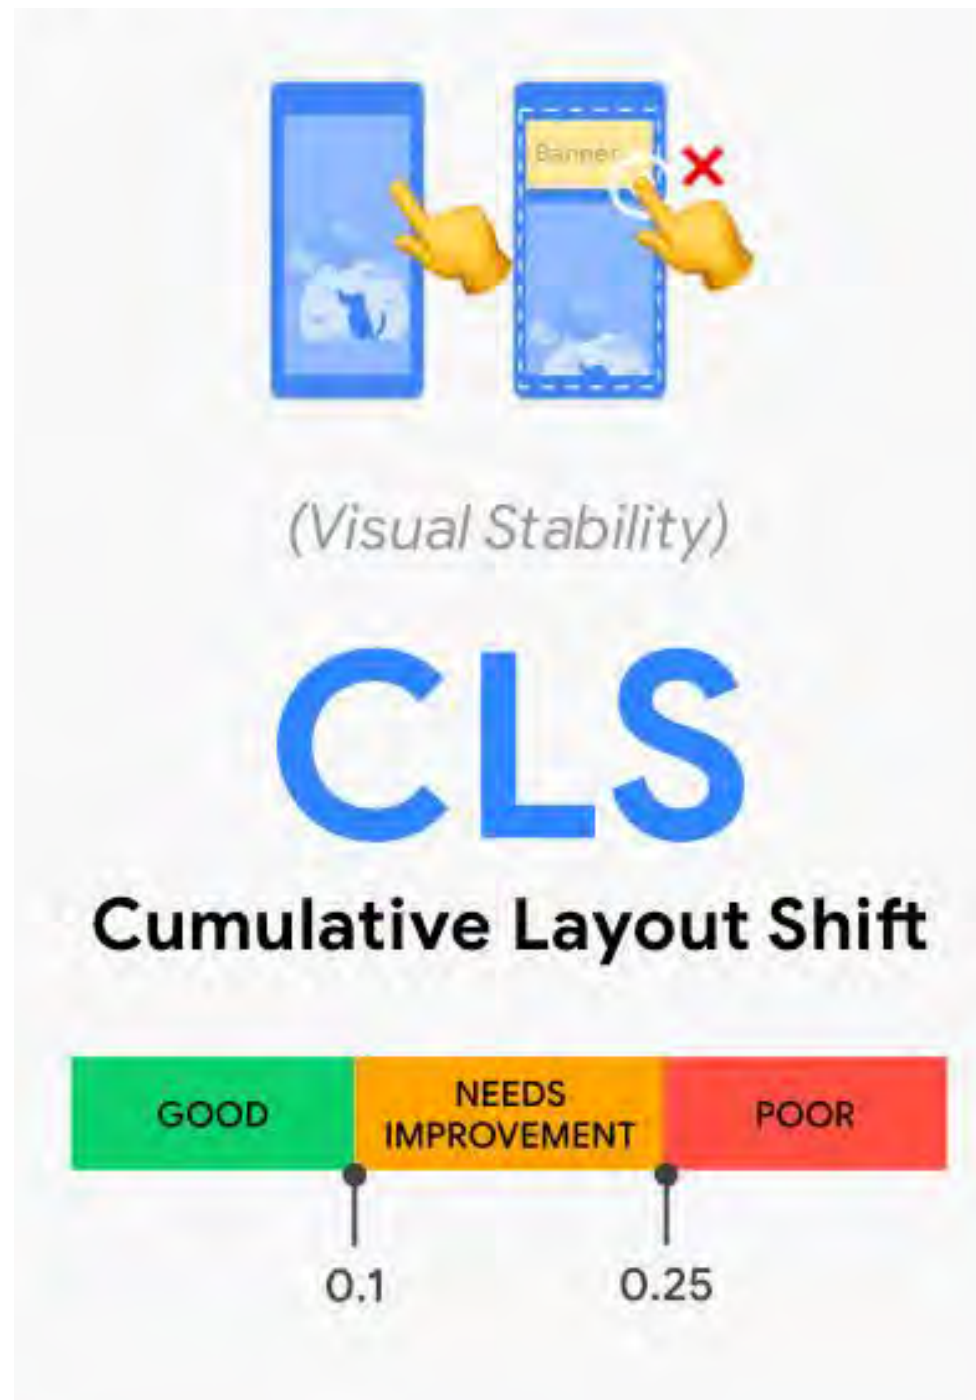 Banner
(Visual Stability)
CLS
Cumulative Layout Shift
GOOD
NEEDS
IMPROVEMENT
POOR
0.1
0.25